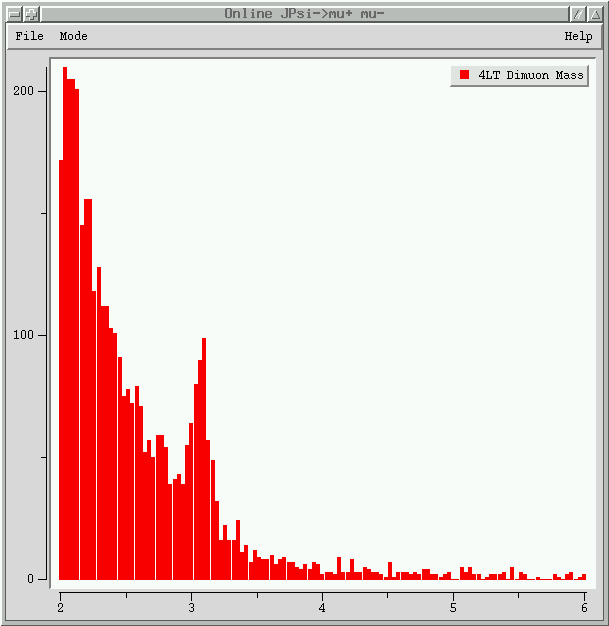 Online JPsi->mu+ mu-
File Mode Help
4LT Dimuon Mass
200
100
0
2 3 4 5 6